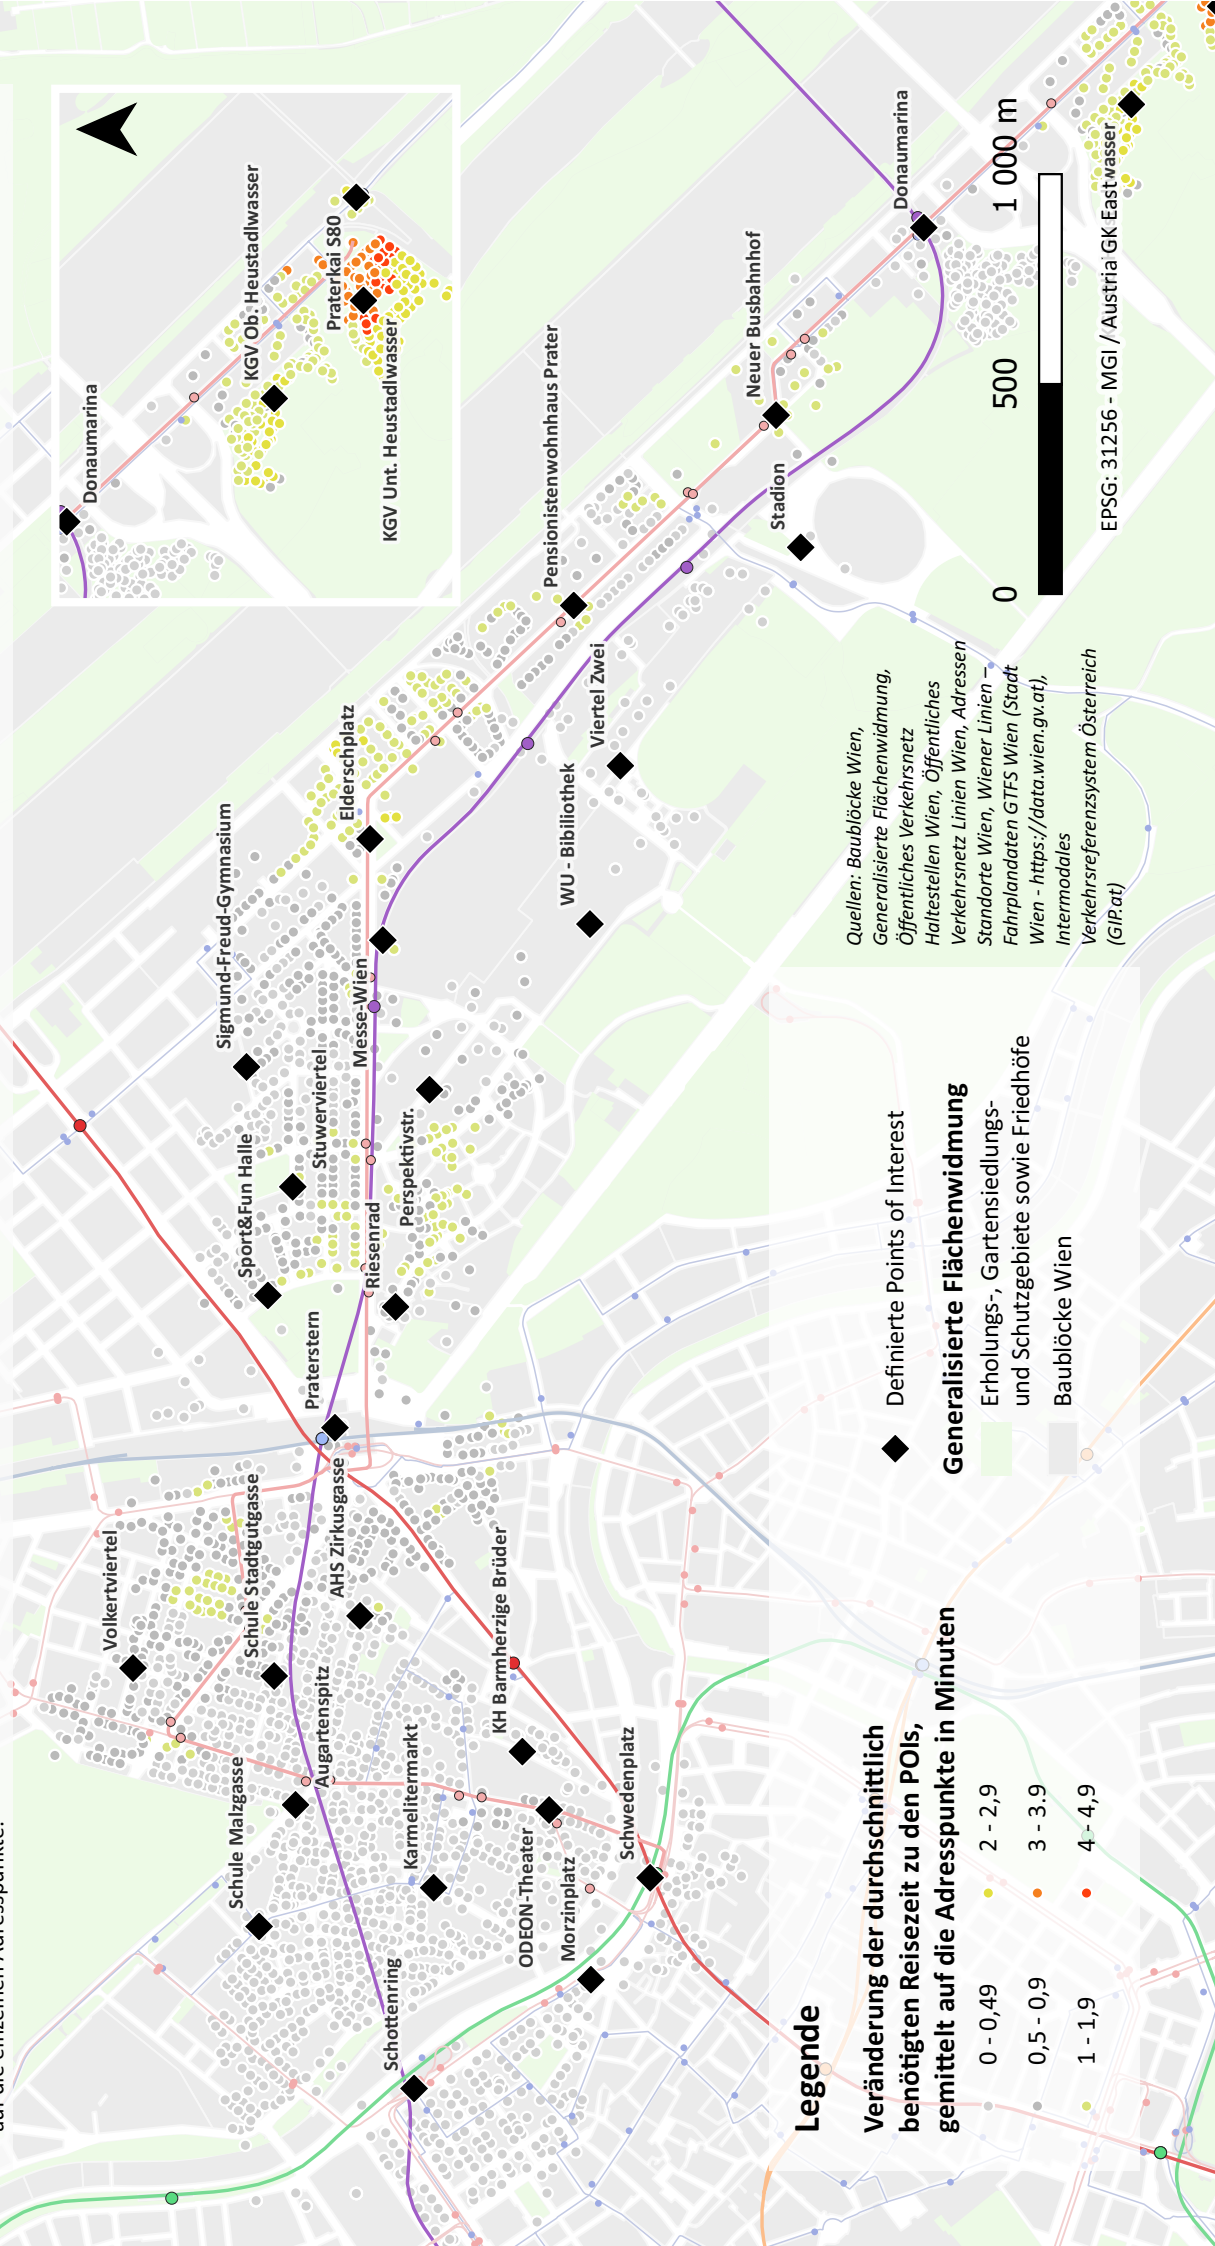 Donaumarina
KGV Ob. Heustadlwasser
Praterkai S80
KGV Unt. Heustadlwasser
Donaumarina
Neuer Busbahnhof
Stadion
Pensionistenwohnhaus Prater
Viertel Zwei
Elderschplatz
WU - Bibiliothek
Sigmund-Freud-Gymnasium
Messe-Wien
Stuwerviertel
Perspektivstr.
Sport&Fun Halle
Riesenrad
Praterstern
Volkertviertel
Schule Stadtgutgasse
AHS Zirkusgasse
KH Barmherzige Brüder
Augartenspitz
Schule Malzgasse
Karmelitermarkt
ODEON-Theater
Morzinplatz
Schwedenplatz
Schottenring
0 500 1 000 m
EPSG: 31256 - MGI / Austria GK East
wasser
Quellen: Baublöcke Wien,
Generalisierte Flächenwidmung,
Öffentliches Verkehrsnetz
Haltestellen Wien, Öffentliches
Verkehrsnetz Linien Wien, Adressen
Standorte Wien, Wiener Linien –
Fahrplandaten GTFS Wien (Stadt
Wien - https://data.wien.gv.at),
Intermodales
Verkehrsreferenzsystem Österreich
(GIP.at)
Legende
Veränderung der durchschnittlich
benötigten Reisezeit zu den POIs,
gemittelt auf die Adresspunkte in Minuten
0 - 0,49
0,5 - 0,9
1 - 1,9
2 - 2,9
3 - 3.9
4 - 4,9
Definierte Points of Interest
Generalisierte Flächenwidmung
Erholungs-, Gartensiedlungs-
und Schutzgebiete sowie Friedhöfe
Baublöcke Wien